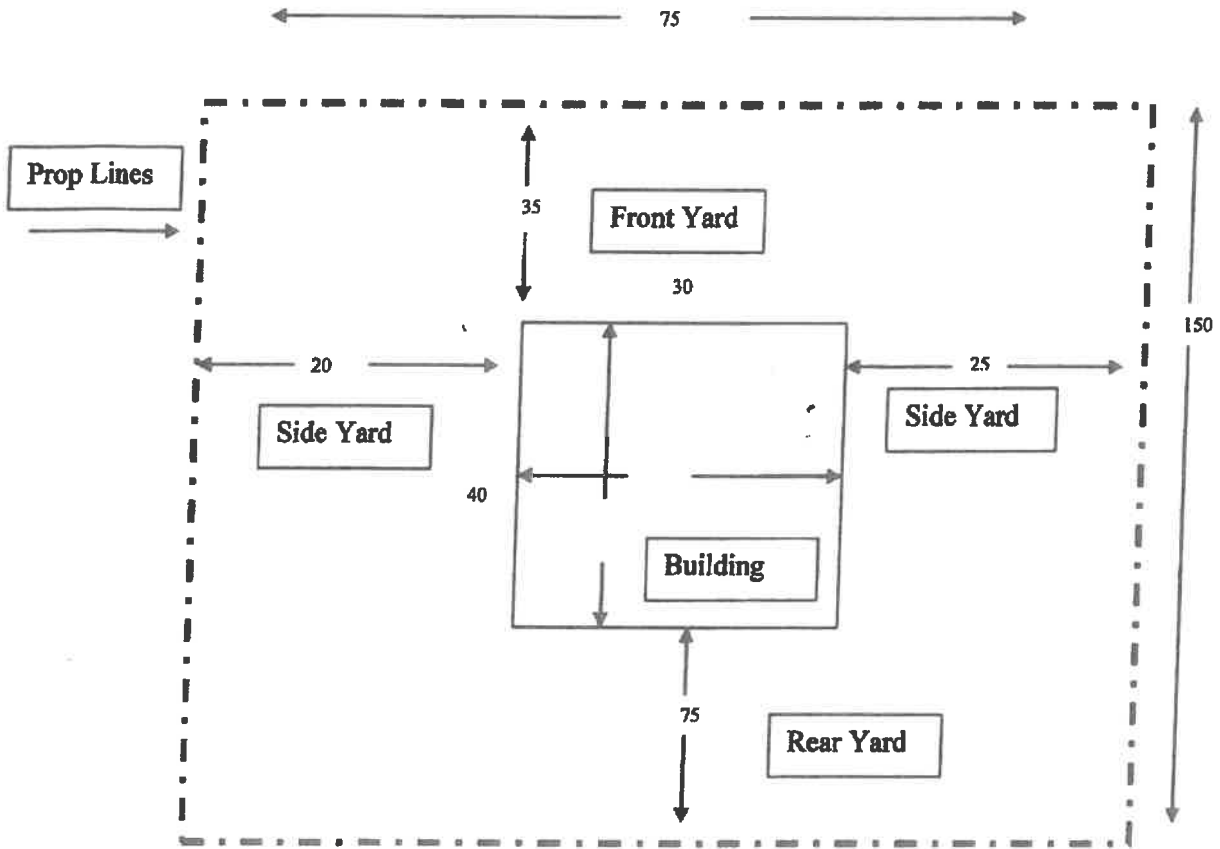 75
Prop Lines
35
Front Yard
30
150
20
25
Side Yard
Side Yard
40
Building
75
Rear Yard